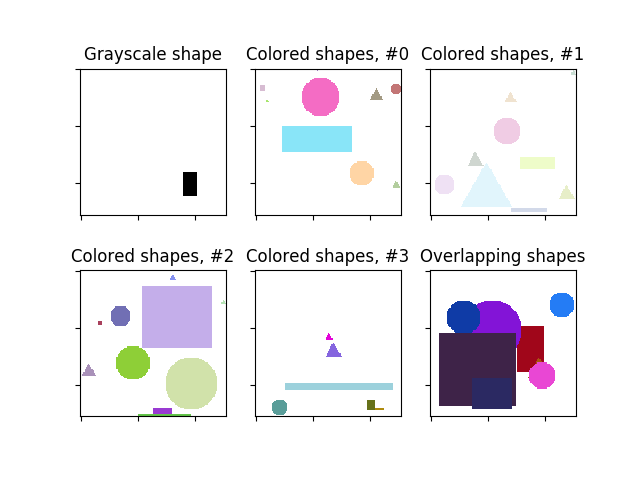 Grayscale shape
Colored shapes, #0
Colored shapes, #1
Colored shapes, #2
Colored shapes, #3
Overlapping shapes